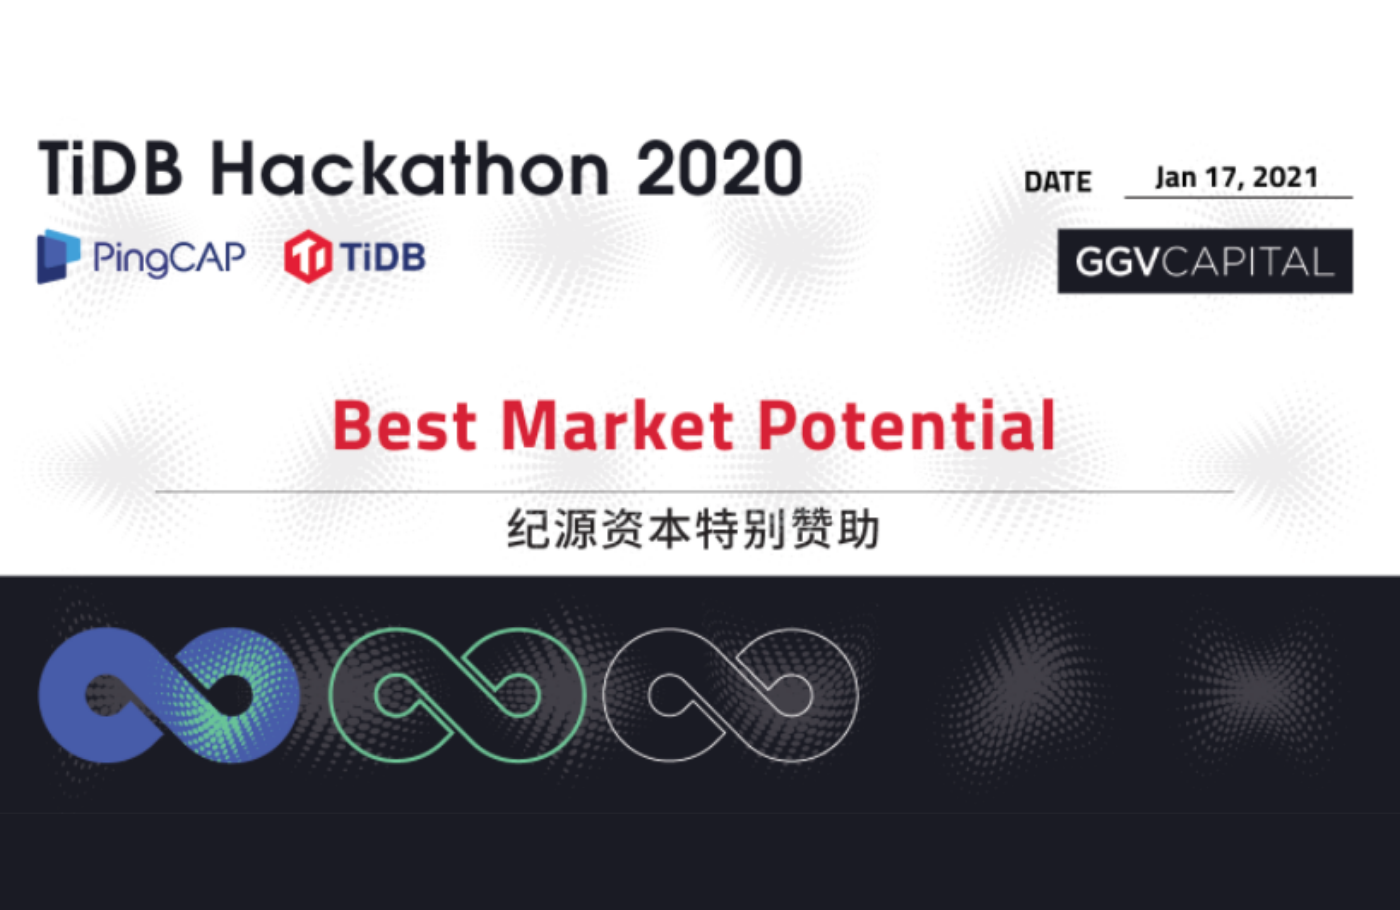 TiDB Hackathon 2020
DATE Jan 17, 2021
PingCAP TiDB
GGVCAPITAL
Best Market Potential
纪源资本特别赞助